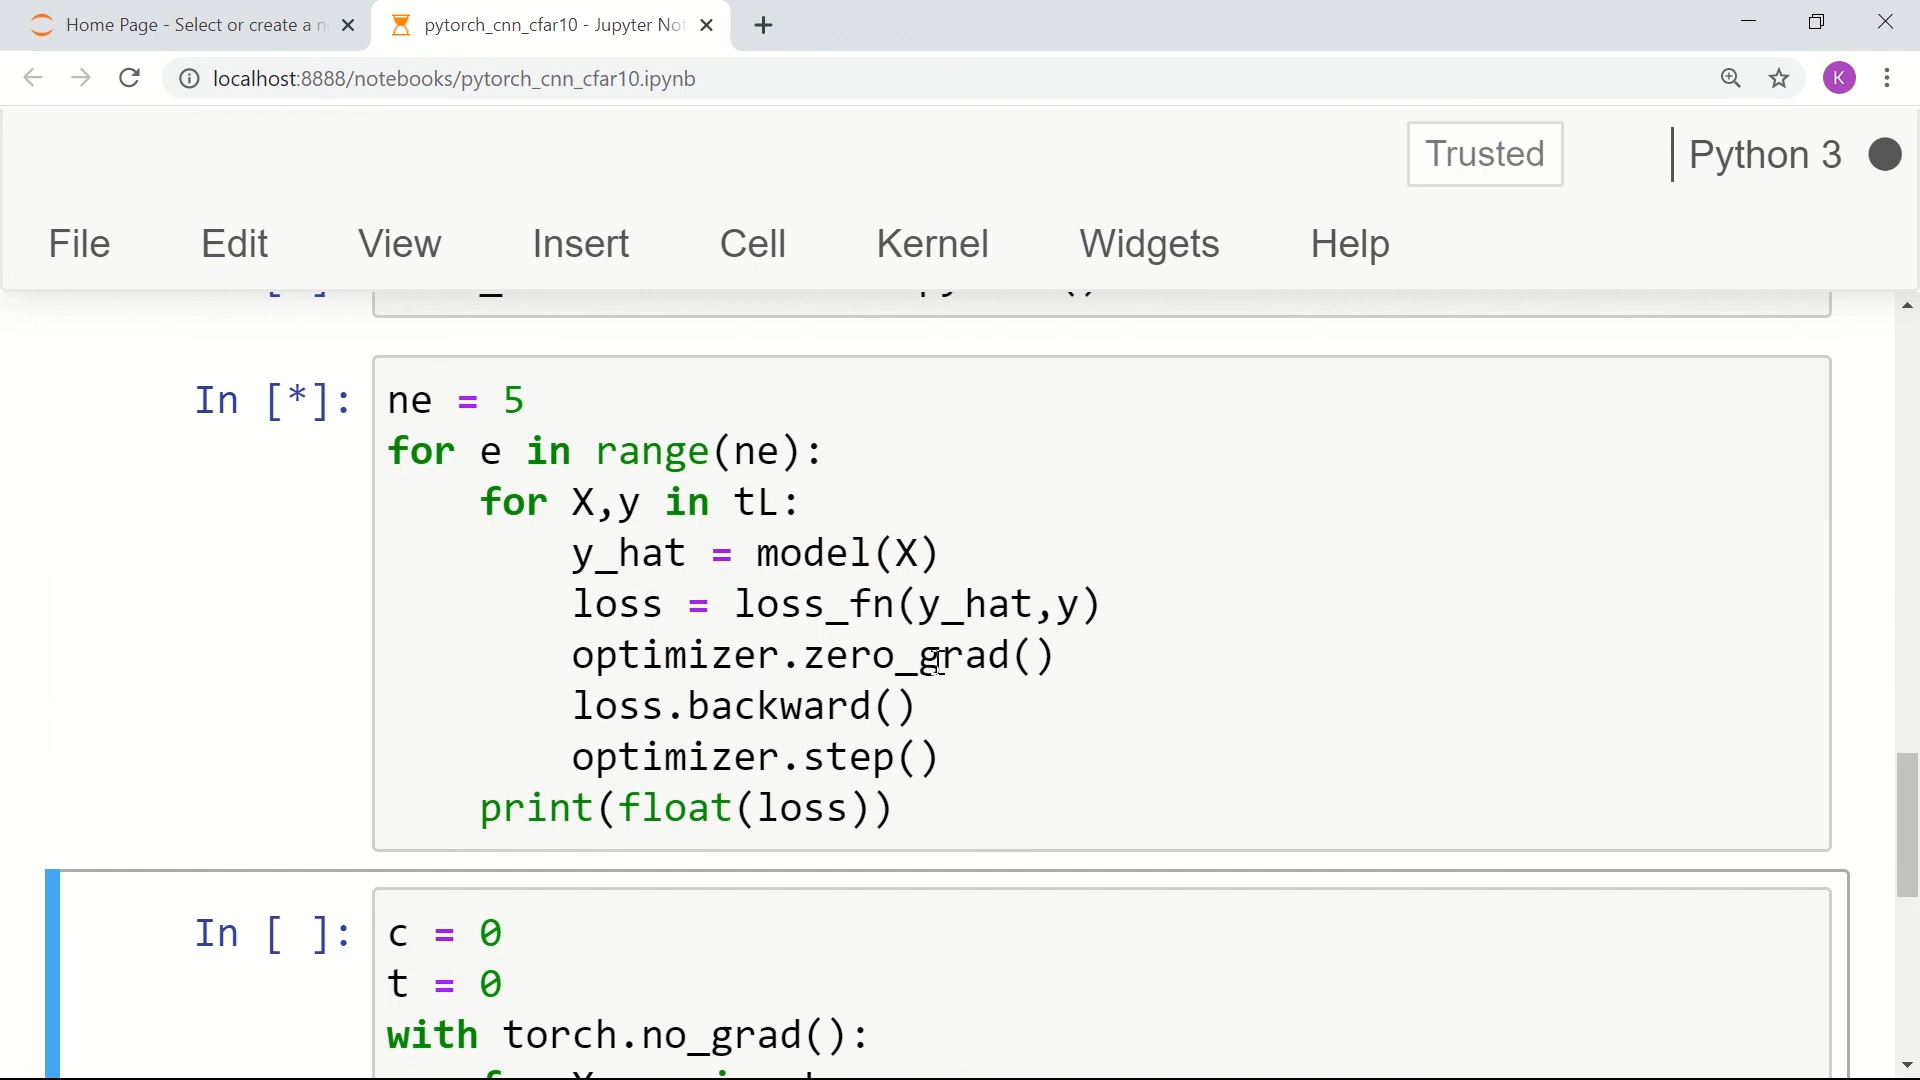 Home Page - Select or create a n
pytorch_cnn_cfar10 - Jupyter Not
localhost:8888/notebooks/pytorch_cnn_cfar10.ipynb
K
Trusted
Python 3
File Edit View Insert Cell Kernel Widgets Help
In [*]:
ne = 5
for e in range(ne):
    for X,y in tL:
        y_hat = model(X)
        loss = loss_fn(y_hat,y)
        optimizer.zero_grad()
        loss.backward()
        optimizer.step()
    print(float(loss))
In [ ]:
c = 0
t = 0
with torch.no_grad():